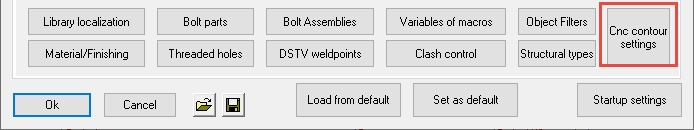 Library localization
Bolt parts
Bolt Assemblies
Variables of macros
Object Filters
Cnc contour
settings
Material/Finishing
Threaded holes
DSTV weldpoints
Clash control
Structural types
Ok
Cancel
Load from default
Set as default
Startup settings